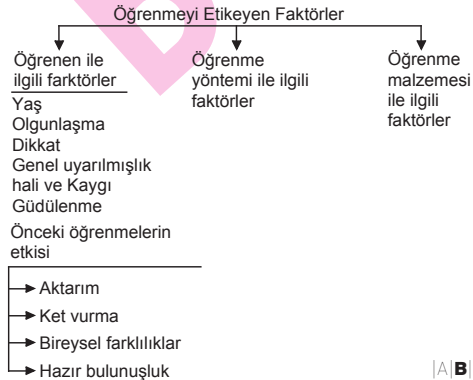 Öğrenmeyi Etikeyen Faktörler
Öğrenen ile
ilgili farktörler
Yaş
Olgunlaşma
Dikkat
Genel uyarılmışlık
hali ve Kaygı
Güdülenme
Önceki öğrenmelerin
etkisi
Aktarım
Ket vurma
Bireysel farklılıklar
Hazır bulunuşluk
Öğrenme
yöntemi ile ilgili
faktörler
Öğrenme
malzemesi
ile ilgili
faktörler
|A|B|